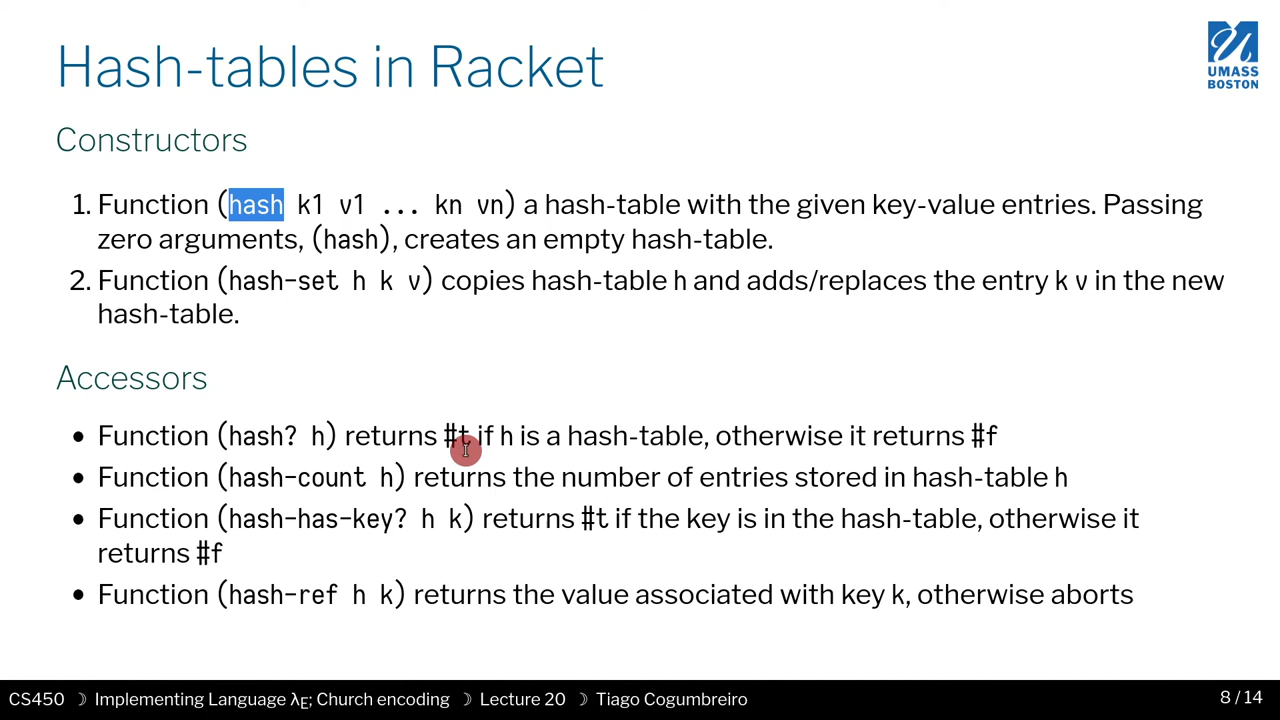 Hash-tables in Racket
UMASS
BOSTON
Constructors
1. Function (hash k1 v1 ... kn vn) a hash-table with the given key-value entries. Passing
zero arguments, (hash), creates an empty hash-table.
2. Function (hash-set h k v) copies hash-table h and adds/replaces the entry k v in the new
hash-table.
Accessors
• Function (hash? h) returns #t if h is a hash-table, otherwise it returns #f
• Function (hash-count h) returns the number of entries stored in hash-table h
• Function (hash-has-key? h k) returns #t if the key is in the hash-table, otherwise it
returns #f
• Function (hash-ref h k) returns the value associated with key k, otherwise aborts
CS450 ☽ Implementing Language λE; Church encoding ☽ Lecture 20 ☽ Tiago Cogumbreiro 8 / 14